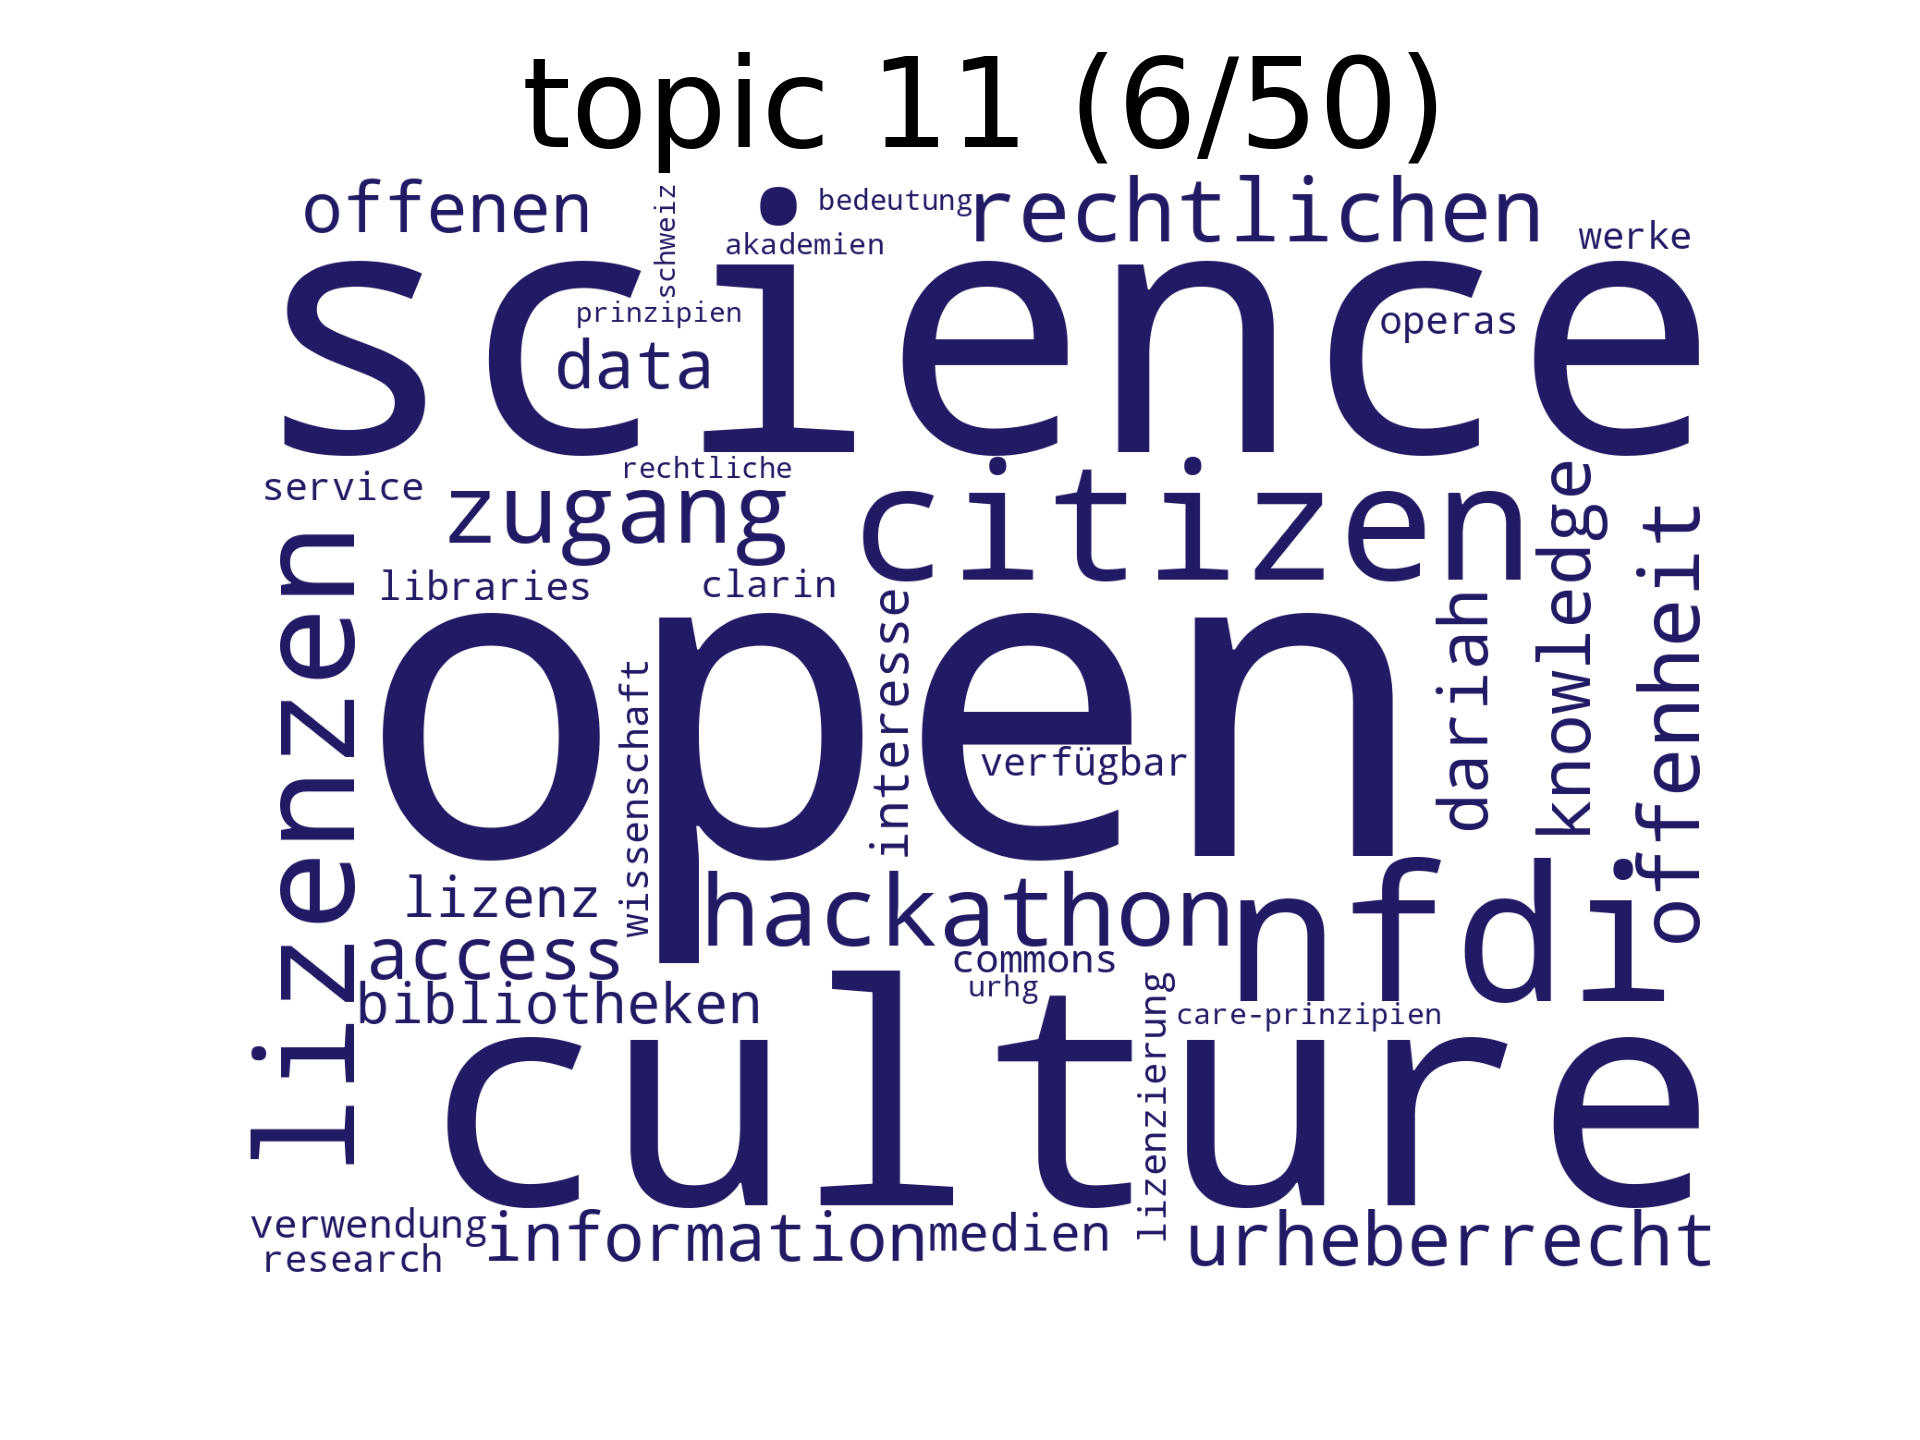 topic 11 (6/50)
offenen
schweiz
bedeutung
rechtlichen
akademien
werke
science
prinzipien
operas
data
rechtliche
service
zugang
citizen
knowledge
offenheit
lizenzen
libraries
clarin
interesse
dariah
open
wissenschaft
verfügbar
lizenz
hackathon
nfdi
access
commons
urhg
bibliotheken
lizenzierung
care-prinzipien
culture
verwendung
information
medien
urheberrecht
research